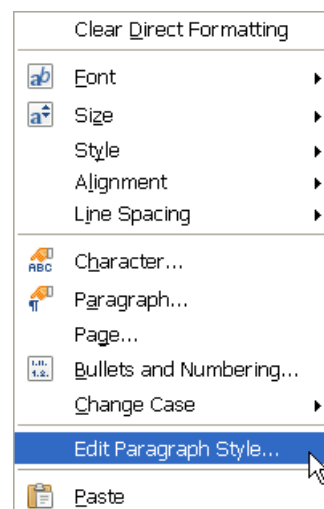 Clear Direct Formatting
Font
Size
Style
Alignment
Line Spacing
Character...
Paragraph...
Page...
Bullets and Numbering...
Change Case
Edit Paragraph Style...
Paste